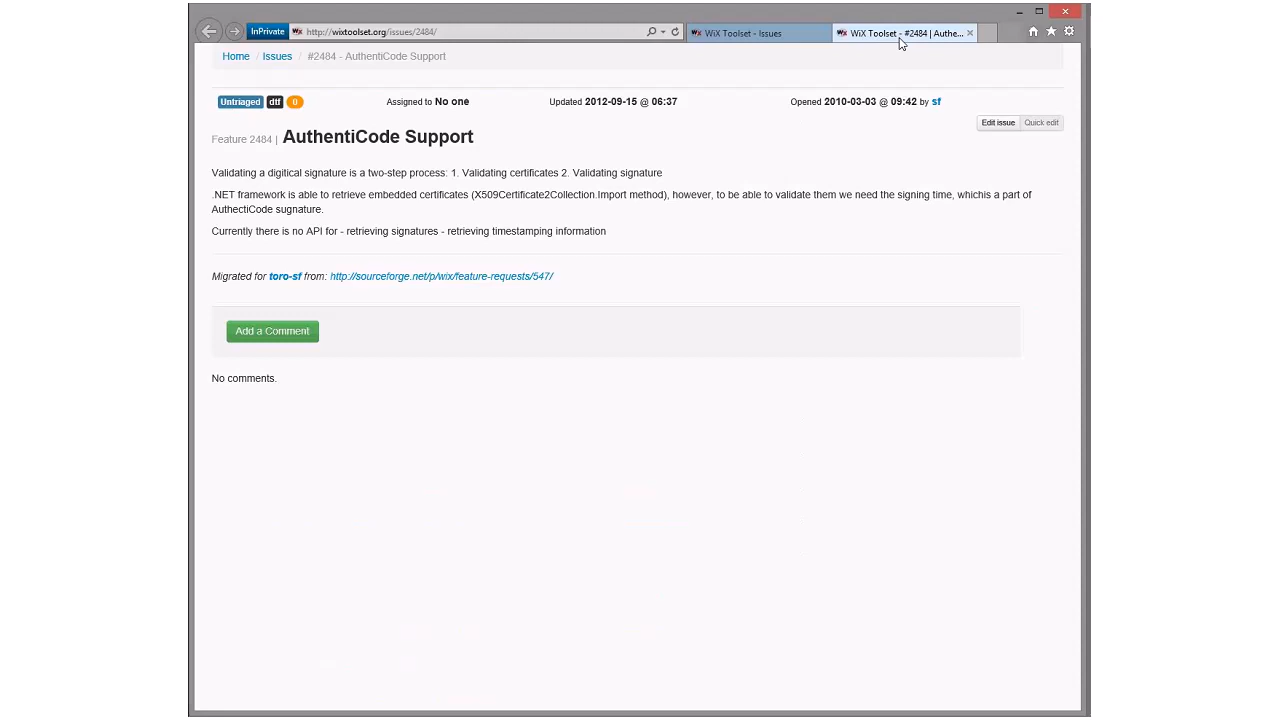 InPrivate http://wixtoolset.org/issues/2484/ WiX Toolset - Issues WiX Toolset - #2484 | Authe...
Home / Issues / #2484 - AuthentiCode Support
Untriaged dtf 0 Assigned to No one Updated 2012-09-15 @ 06:37 Opened 2010-03-03 @ 09:42 by sf
Edit issue Quick edit
Feature 2484 | AuthentiCode Support
Validating a digitical signature is a two-step process: 1. Validating certificates 2. Validating signature
.NET framework is able to retrieve embedded certificates (X509Certificate2Collection.Import method), however, to be able to validate them we need the signing time, whichis a part of
AuthectiCode sugnature.
Currently there is no API for - retrieving signatures - retrieving timestamping information
Migrated for toro-sf from: http://sourceforge.net/p/wix/feature-requests/547/
Add a Comment
No comments.